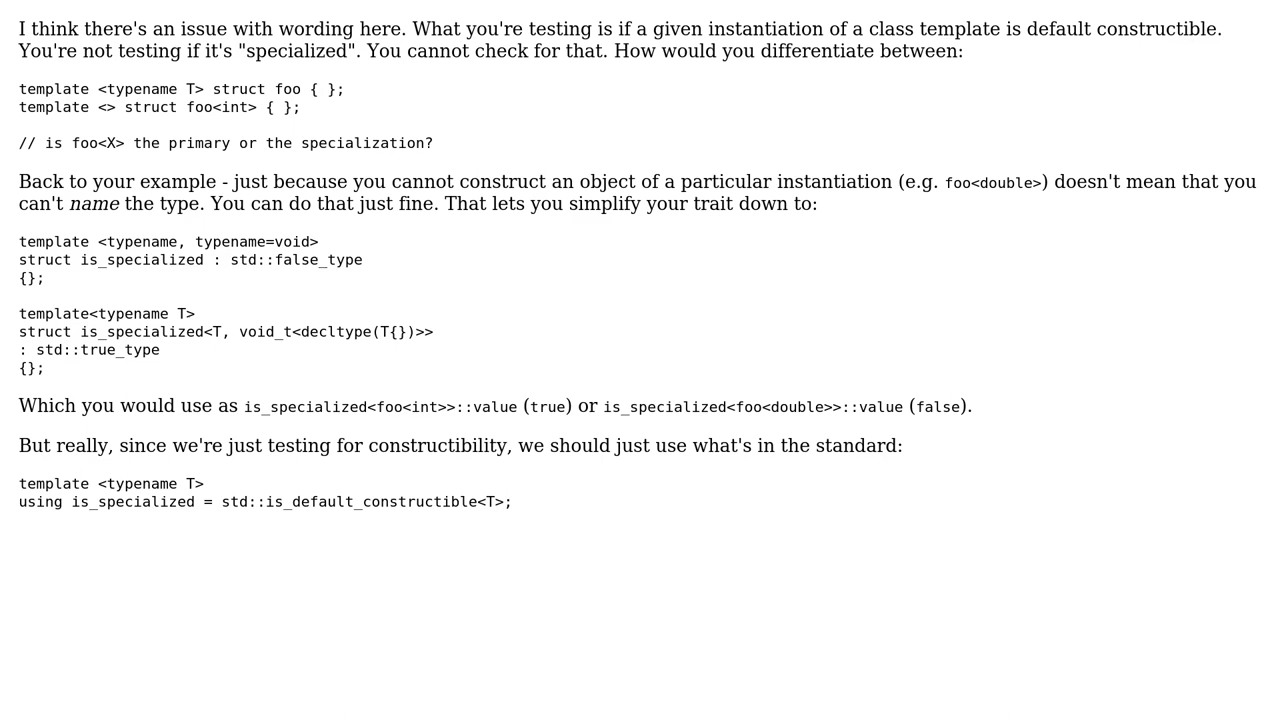 I think there's an issue with wording here. What you're testing is if a given instantiation of a class template is default constructible.
You're not testing if it's "specialized". You cannot check for that. How would you differentiate between:
template <typename T> struct foo { };
template <> struct foo<int> { };
// is foo<X> the primary or the specialization?
Back to your example - just because you cannot construct an object of a particular instantiation (e.g. foo<double>) doesn't mean that you
can't name the type. You can do that just fine. That lets you simplify your trait down to:
template <typename, typename=void>
struct is_specialized : std::false_type
{};
template<typename T>
struct is_specialized<T, void_t<decltype(T{})>>
: std::true_type
{};
Which you would use as is_specialized<foo<int>>::value (true) or is_specialized<foo<double>>::value (false).
But really, since we're just testing for constructibility, we should just use what's in the standard:
template <typename T>
using is_specialized = std::is_default_constructible<T>;